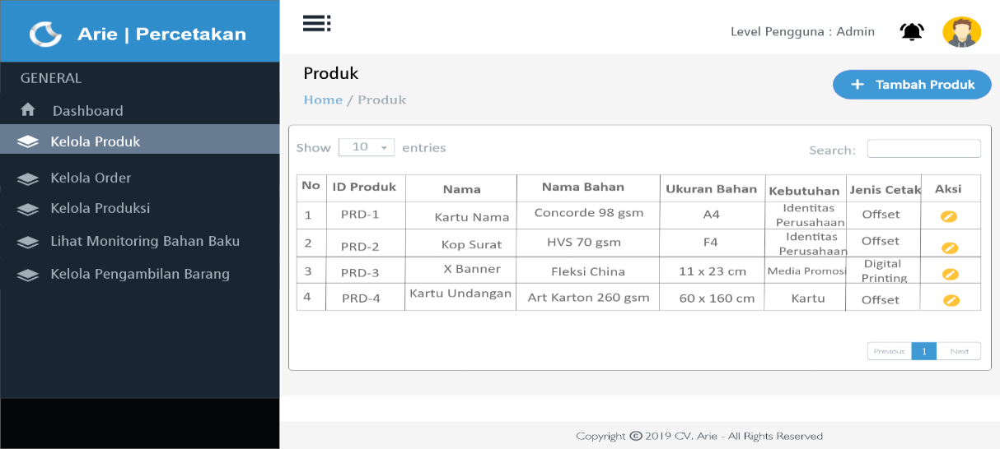 Arie | Percetakan
Level Pengguna : Admin
GENERAL
Dashboard
Kelola Produk
Kelola Order
Kelola Produksi
Lihat Monitoring Bahan Baku
Kelola Pengambilan Barang
Produk
Home / Produk
+ Tambah Produk
Show 10 entries
Search:
No ID Produk Nama Nama Bahan Ukuran Bahan Kebutuhan Jenis Cetak Aksi
1 PRD-1 Kartu Nama Concorde 98 gsm A4 Identitas Perusahaan Offset
2 PRD-2 Kop Surat HVS 70 gsm F4 Identitas Perusahaan Offset
3 PRD-3 X Banner Fleksi China 11 x 23 cm Media Promosi Digital Printing
4 PRD-4 Kartu Undangan Art Karton 260 gsm 60 x 160 cm Kartu Offset
Previous 1 Next
Copyright © 2019 CV. Arie - All Rights Reserved